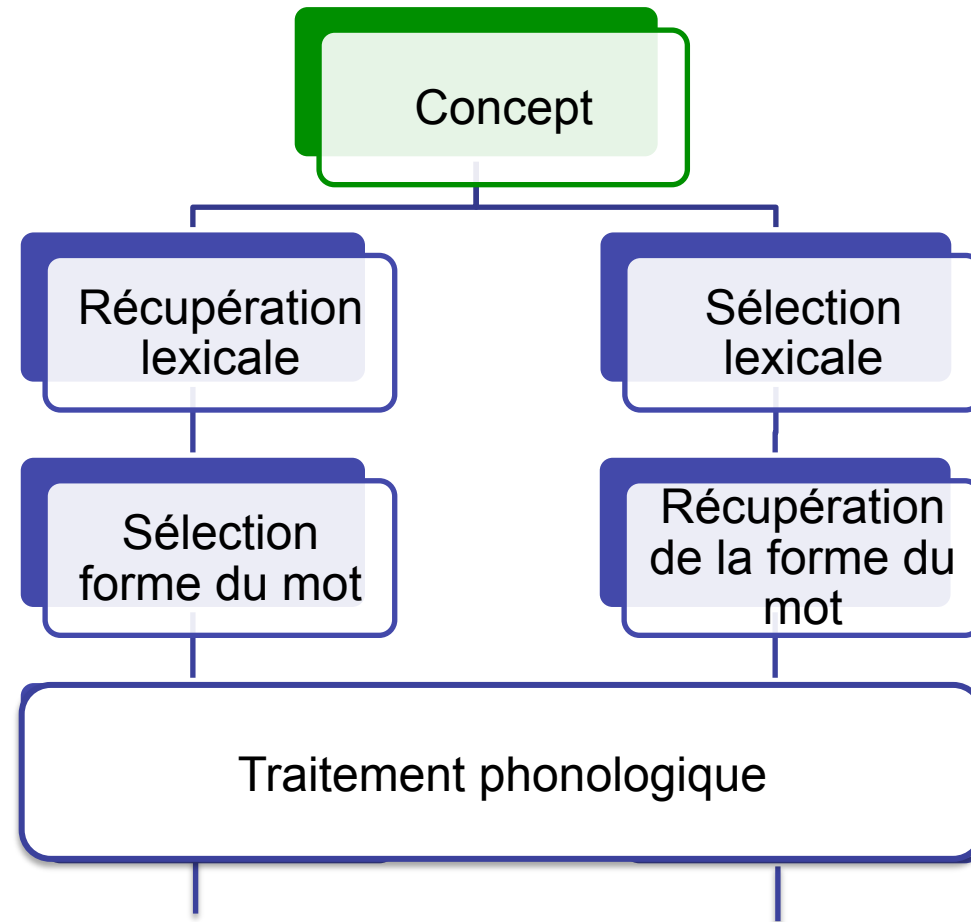 Concept
Récupération
lexicale
Sélection
lexicale
Sélection
forme du mot
Récupération
de la forme du
mot
Traitement phonologique